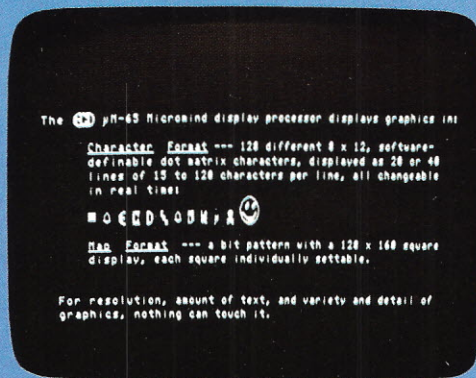 The µM-65 Micromind display processor displays graphics in:
Character Format --- 128 different 8 x 12, software-
definable dot matrix characters, displayed as 20 or 40
lines of 15 to 120 characters per line, all changeable
in real time:
Map Format --- a bit pattern with a 120 x 160 square
display, each square individually settable.
For resolution, amount of text, and variety and detail of
graphics, nothing can touch it.